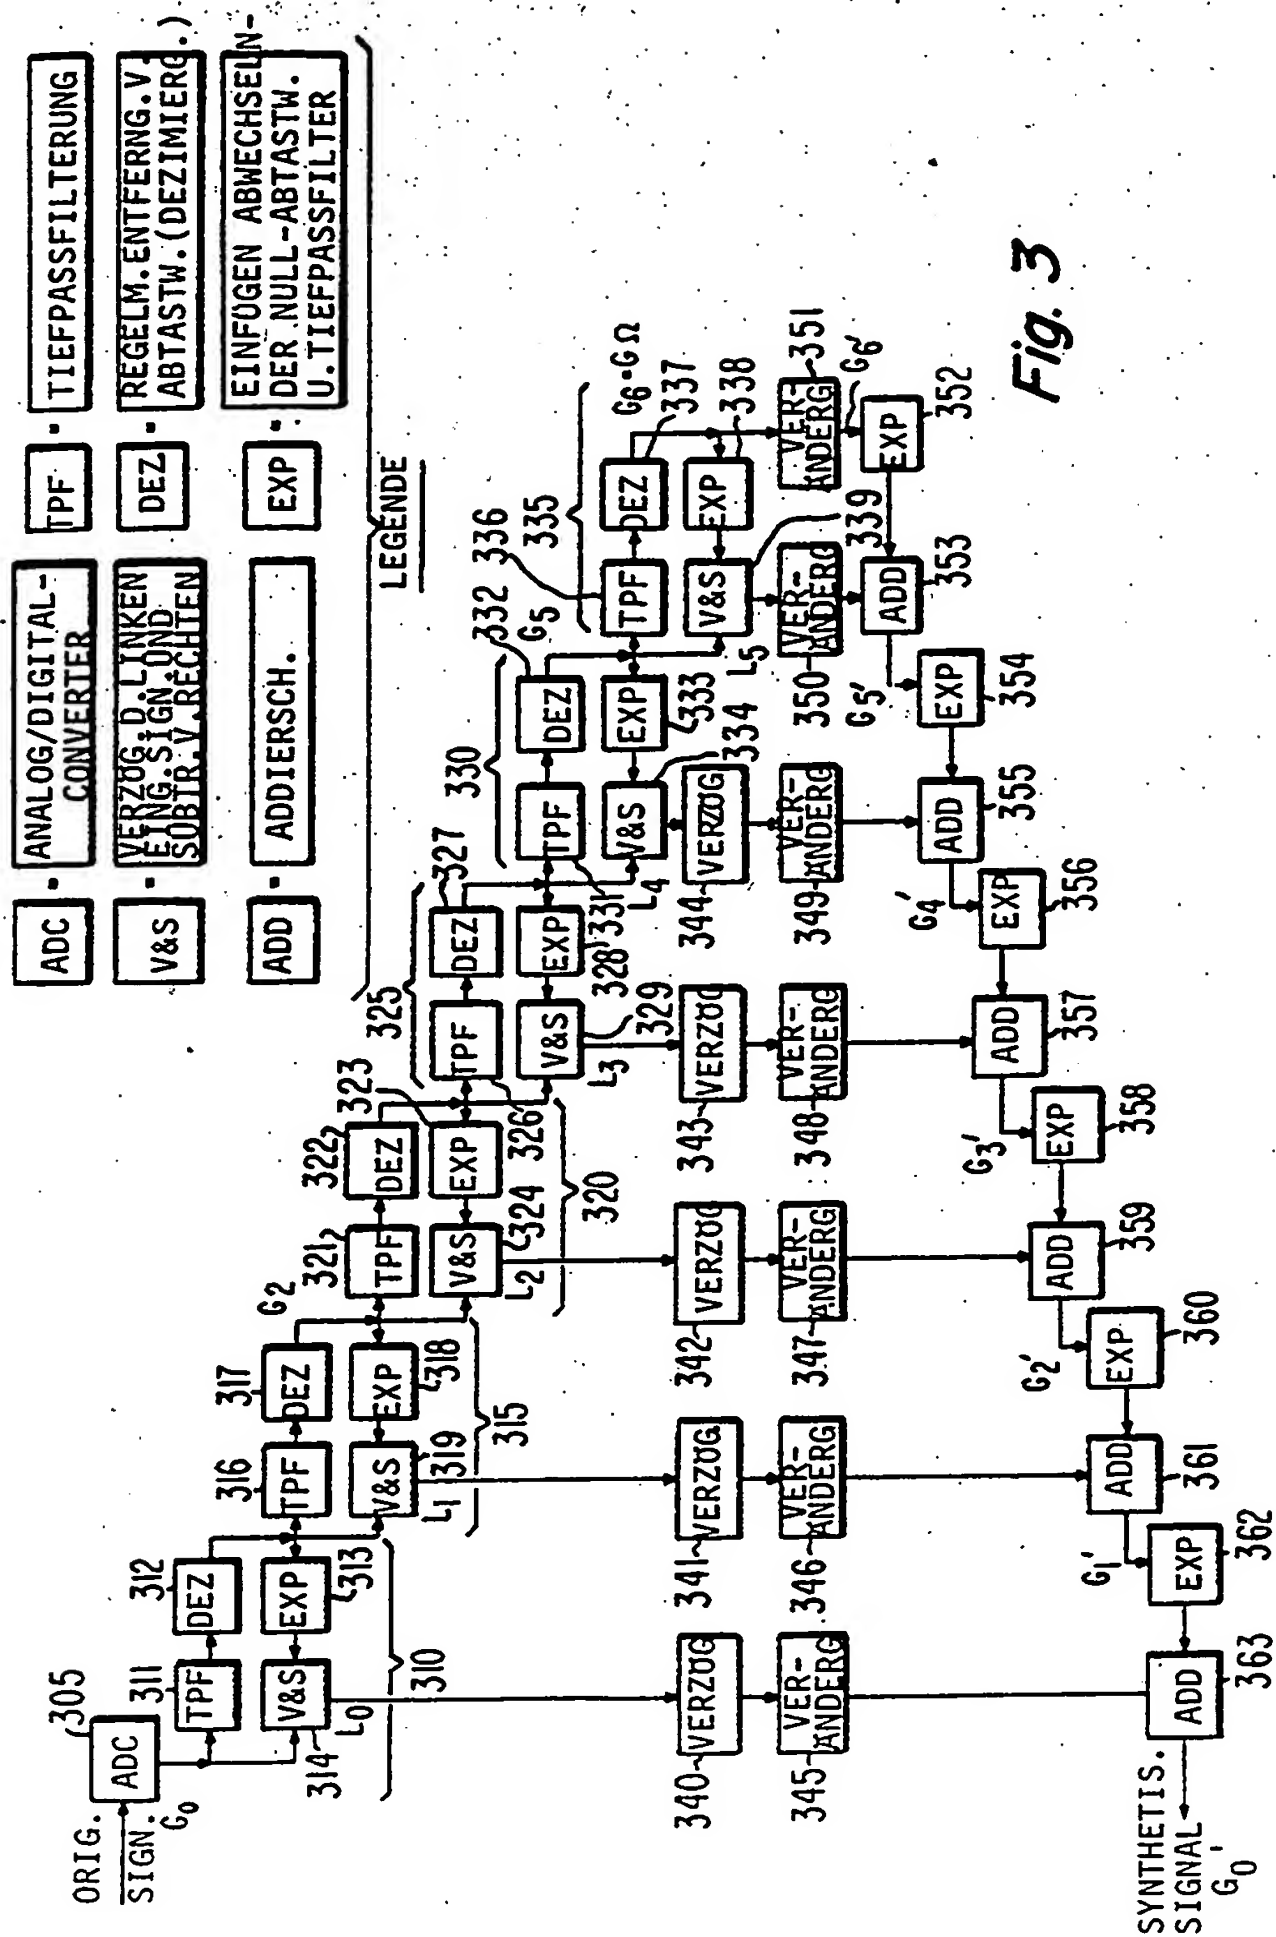 ADC = ANALOG/DIGITAL-
CONVERTER
V&S = VERZÖG.D.LINKEN
EING.SIGN.UND
SUBTR.V.RECHTEN
ADD = ADDIERSCH.
TPF = TIEFPASSFILTERUNG
DEZ = REGELM.ENTFERNG.V.
ABTASTW.(DEZIMIERG.)
EXP = EINFÜGEN ABWECHSELN-
DER NULL-ABTASTW.
U.TIEFPASSFILTER
LEGENDE
ORIG.
SIGN.
G0
305
ADC
311
TPF
312
DEZ
EXP
313
V&S
314
L0
310
316
TPF
317
DEZ
G2
EXP
318
V&S
319
L1
315
321
TPF
322
DEZ
323
EXP
V&S
324
L2
320
325
TPF
326
DEZ
327
EXP
328
V&S
329
L3
330
TPF
331
DEZ
332
G5
EXP
333
V&S
334
L4
335
336
TPF
DEZ
337
G6=GΩ
EXP
338
V&S
339
L5
340
VERZÖG
341
VERZÖG.
342
VERZÖG
343
VERZÖG
344
VERZÖG
345
VER-
ÄNDERG
346
VER-
ÄNDERG
347
VER-
ÄNDERG
348
VER-
ÄNDERG
349
VER-
ÄNDERG
350
VER-
ÄNDERG
351
VER-
ÄNDERG
G6'
EXP
352
ADD
353
G5'
EXP
354
ADD
355
G4'
EXP
356
ADD
357
G3'
EXP
358
ADD
359
G2'
EXP
360
ADD
361
G1'
EXP
362
ADD
363
SYNTHETIS.
SIGNAL
G0'
Fig. 3